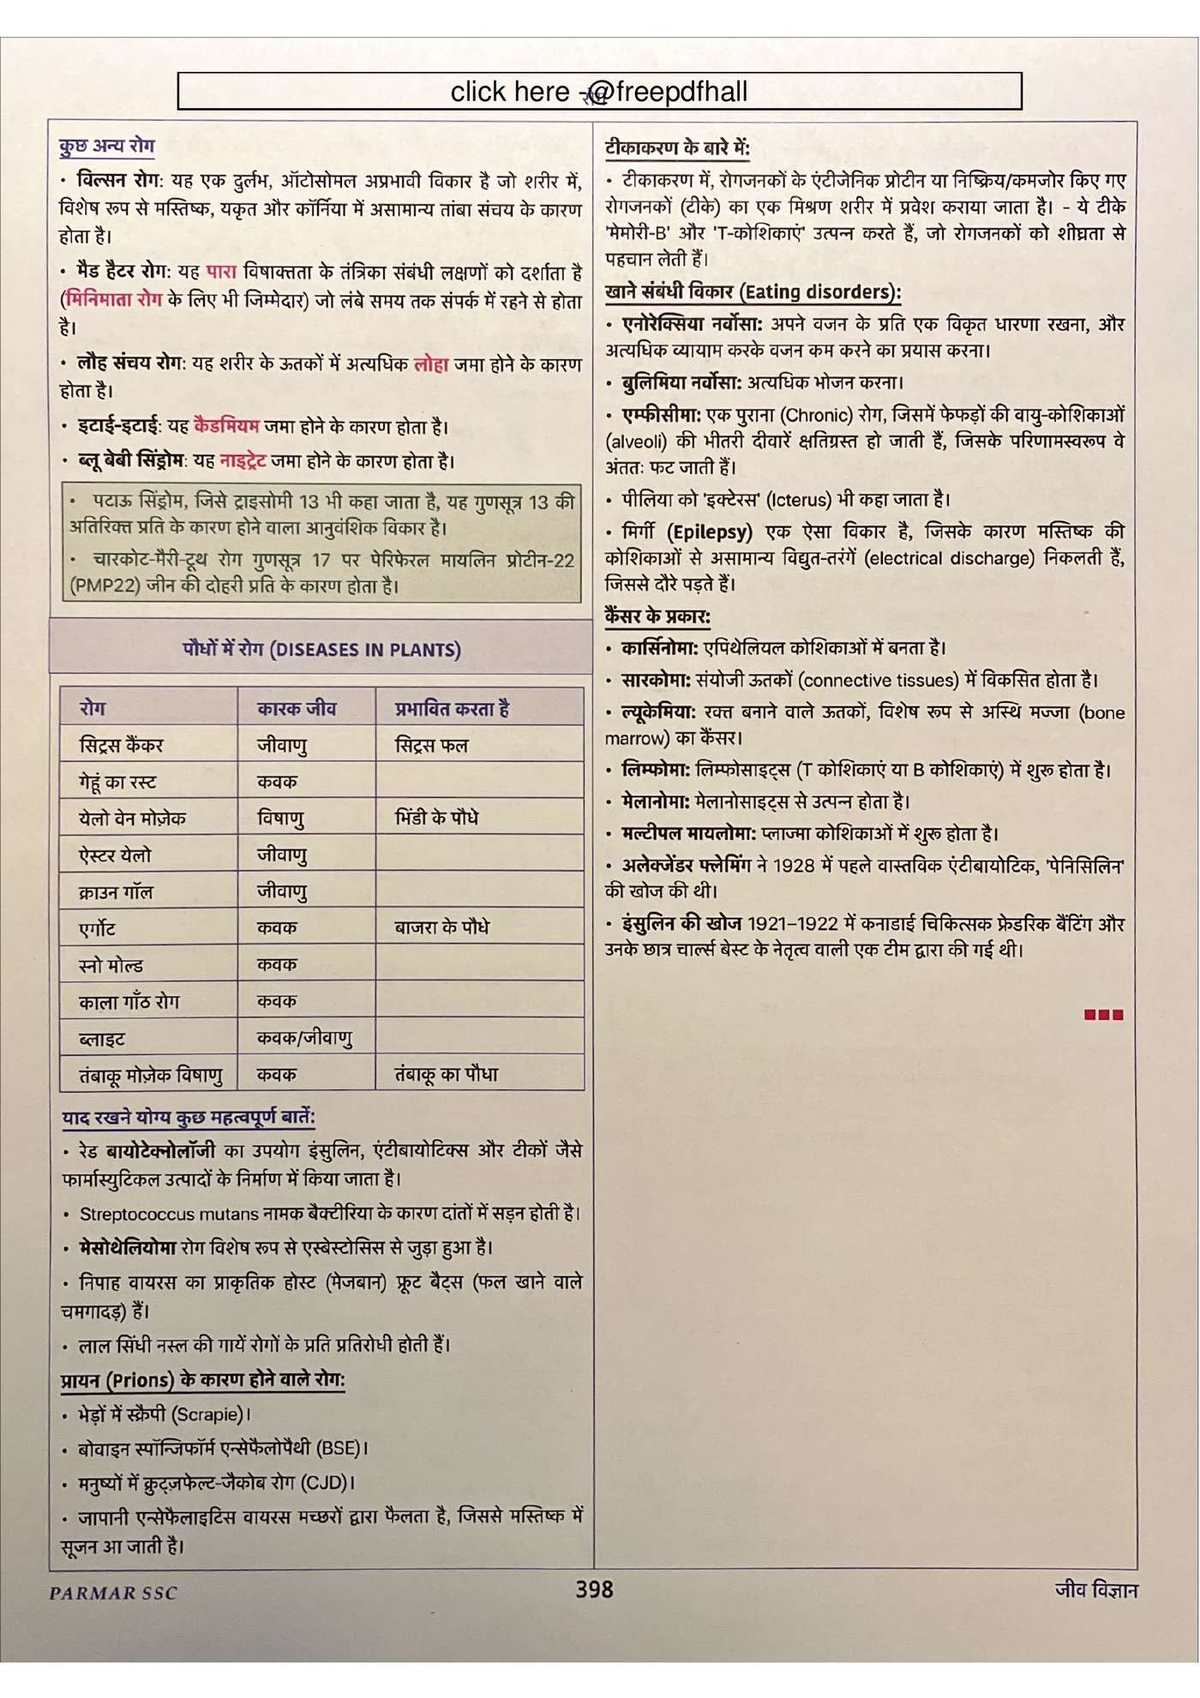 click here - @freepdfhall
कुछ अन्य रोग
• विल्सन रोग: यह एक दुर्लभ, ऑटोसोमल अप्रभावी विकार है जो शरीर में,
विशेष रूप से मस्तिष्क, यकृत और कॉर्निया में असामान्य तांबा संचय के कारण
होता है।
• मैड हैटर रोग: यह पारा विषाक्तता के तंत्रिका संबंधी लक्षणों को दर्शाता है
(मिनिमाता रोग के लिए भी जिम्मेदार) जो लंबे समय तक संपर्क में रहने से होता
है।
• लौह संचय रोग: यह शरीर के ऊतकों में अत्यधिक लोहा जमा होने के कारण
होता है।
• इटाई-इटाई: यह कैडमियम जमा होने के कारण होता है।
• ब्लू बेबी सिंड्रोम: यह नाइट्रेट जमा होने के कारण होता है।
• पटाऊ सिंड्रोम, जिसे ट्राइसोमी 13 भी कहा जाता है, यह गुणसूत्र 13 की
अतिरिक्त प्रति के कारण होने वाला आनुवंशिक विकार है।
• चारकोट-मैरी-टूथ रोग गुणसूत्र 17 पर पेरिफेरल मायलिन प्रोटीन-22
(PMP22) जीन की दोहरी प्रति के कारण होता है।
पौधों में रोग (DISEASES IN PLANTS)
रोग कारक जीव प्रभावित करता है
सिट्रस कैंकर जीवाणु सिट्रस फल
गेहूं का रस्ट कवक
येलो वेन मोज़ेक विषाणु भिंडी के पौधे
ऐस्टर येलो जीवाणु
क्राउन गॉल जीवाणु
एर्गोट कवक बाजरा के पौधे
स्नो मोल्ड कवक
काला गाँठ रोग कवक
ब्लाइट कवक/जीवाणु
तंबाकू मोज़ेक विषाणु कवक तंबाकू का पौधा
याद रखने योग्य कुछ महत्वपूर्ण बातें:
• रेड बायोटेक्नोलॉजी का उपयोग इंसुलिन, एंटीबायोटिक्स और टीकों जैसे
फार्मास्युटिकल उत्पादों के निर्माण में किया जाता है।
• Streptococcus mutans नामक बैक्टीरिया के कारण दांतों में सड़न होती है।
• मेसोथेलियोमा रोग विशेष रूप से एस्बेस्टोसिस से जुड़ा हुआ है।
• निपाह वायरस का प्राकृतिक होस्ट (मेजबान) फ्रूट बैट्स (फल खाने वाले
चमगादड़) हैं।
• लाल सिंधी नस्ल की गायें रोगों के प्रति प्रतिरोधी होती हैं।
प्रायन (Prions) के कारण होने वाले रोग:
• भेड़ों में स्क्रैपी (Scrapie)।
• बोवाइन स्पॉन्जिफॉर्म एन्सेफैलोपैथी (BSE)।
• मनुष्यों में क्रुट्ज़फेल्ट-जैकोब रोग (CJD)।
• जापानी एन्सेफैलाइटिस वायरस मच्छरों द्वारा फैलता है, जिससे मस्तिष्क में
सूजन आ जाती है।
टीकाकरण के बारे में:
• टीकाकरण में, रोगजनकों के एंटीजेनिक प्रोटीन या निष्क्रिय/कमजोर किए गए
रोगजनकों (टीके) का एक मिश्रण शरीर में प्रवेश कराया जाता है। - ये टीके
'मेमोरी-B' और 'T-कोशिकाएं' उत्पन्न करते हैं, जो रोगजनकों को शीघ्रता से
पहचान लेती हैं।
खाने संबंधी विकार (Eating disorders):
• एनोरेक्सिया नर्वोसा: अपने वजन के प्रति एक विकृत धारणा रखना, और
अत्यधिक व्यायाम करके वजन कम करने का प्रयास करना।
• बुलिमिया नर्वोसा: अत्यधिक भोजन करना।
• एम्फीसीमा: एक पुराना (Chronic) रोग, जिसमें फेफड़ों की वायु-कोशिकाओं
(alveoli) की भीतरी दीवारें क्षतिग्रस्त हो जाती हैं, जिसके परिणामस्वरूप वे
अंततः फट जाती हैं।
• पीलिया को 'इक्टेरस' (Icterus) भी कहा जाता है।
• मिर्गी (Epilepsy) एक ऐसा विकार है, जिसके कारण मस्तिष्क की
कोशिकाओं से असामान्य विद्युत-तरंगें (electrical discharge) निकलती हैं,
जिससे दौरे पड़ते हैं।
कैंसर के प्रकार:
• कार्सिनोमा: एपिथेलियल कोशिकाओं में बनता है।
• सारकोमा: संयोजी ऊतकों (connective tissues) में विकसित होता है।
• ल्यूकेमिया: रक्त बनाने वाले ऊतकों, विशेष रूप से अस्थि मज्जा (bone
marrow) का कैंसर।
• लिम्फोमा: लिम्फोसाइट्स (T कोशिकाएं या B कोशिकाएं) में शुरू होता है।
• मेलानोमा: मेलानोसाइट्स से उत्पन्न होता है।
• मल्टीपल मायलोमा: प्लाज्मा कोशिकाओं में शुरू होता है।
• अलेक्जेंडर फ्लेमिंग ने 1928 में पहले वास्तविक एंटीबायोटिक, 'पेनिसिलिन'
की खोज की थी।
• इंसुलिन की खोज 1921–1922 में कनाडाई चिकित्सक फ्रेडरिक बैंटिंग और
उनके छात्र चार्ल्स बेस्ट के नेतृत्व वाली एक टीम द्वारा की गई थी।
PARMAR SSC 398 जीव विज्ञान